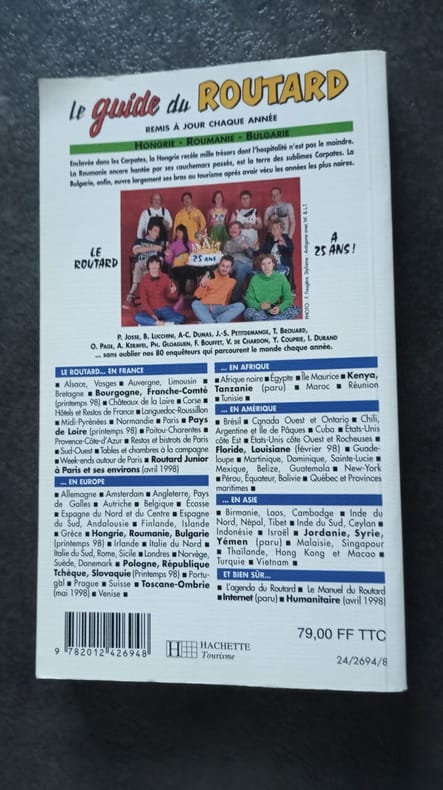 Le guide du ROUTARD
REMIS À JOUR CHAQUE ANNÉE
HONGRIE - ROUMANIE - BULGARIE
Enclavée dans les Carpates, la Hongrie recèle mille trésors dont l'hospitalité n'est pas le moindre.
La Roumanie encore hantée par ses cauchemars passés, est la terre des sublimes Carpates. La
Bulgarie, enfin, ouvre largement ses bras au tourisme après avoir vécu les années les plus noires.
LE
ROUTARD
25 ANS
A
25 ANS !
P. JOSSE, B. LUCCHINI, A-C. DUMAS, J.-S. PETITDEMANGE, T. BROUARD,
O. PAGE, A. KERAVEL, PH. GLOAGUEN, F. BOUFFET, V. DE CHARDON, Y. COUPRIE, I. DURAND
... sans oublier nos 80 enquêteurs qui parcourent le monde chaque année.
LE ROUTARD... EN FRANCE
■ Alsace, Vosges ■ Auvergne, Limousin ■
Bretagne ■ Bourgogne, Franche-Comté
(printemps 98) ■ Châteaux de la Loire ■ Corse ■
Hôtels et Restos de France ■ Languedoc-Roussillon
■ Midi-Pyrénées ■ Normandie ■ Paris ■ Pays
de Loire (printemps 98) ■ Poitou-Charentes ■
Provence-Côte-d'Azur ■ Restos et bistrots de Paris
■ Sud-Ouest ■ Tables et chambres à la campagne
■ Week-ends autour de Paris ■ Routard Junior
à Paris et ses environs (avril 1998)
... EN EUROPE
■ Allemagne ■ Amsterdam ■ Angleterre, Pays
de Galles ■ Autriche ■ Belgique ■ Écosse
■ Espagne du Nord et du Centre ■ Espagne
du Sud, Andalousie ■ Finlande, Islande
■ Grèce ■ Hongrie, Roumanie, Bulgarie
(printemps 98) ■ Irlande ■ Italie du Nord ■
Italie du Sud, Rome, Sicile ■ Londres ■ Norvège,
Suède, Danemark ■ Pologne, République
Tchèque, Slovaquie (Printemps 98) ■ Portu-
gal ■ Prague ■ Suisse ■ Toscane-Ombrie
(mai 1998) ■ Venise ■
... EN AFRIQUE
■ Afrique noire ■ Égypte ■ Île Maurice ■ Kenya,
Tanzanie (paru) ■ Maroc ■ Réunion
■ Tunisie ■
... EN AMÉRIQUE
■ Brésil ■ Canada Ouest et Ontario ■ Chili,
Argentine et Île de Pâques ■ Cuba ■ États-Unis
côte Est ■ États-Unis côte Ouest et Rocheuses ■
Floride, Louisiane (février 98) ■ Guade-
loupe ■ Martinique, Dominique, Sainte-Lucie ■
Mexique, Belize, Guatemala ■ New-York
■ Pérou, Équateur, Bolivie ■ Québec et Provinces
maritimes ■
... EN ASIE
■ Birmanie, Laos, Cambodge ■ Inde du
Nord, Népal, Tibet ■ Inde du Sud, Ceylan ■
Indonésie ■ Israël ■ Jordanie, Syrie,
Yémen (paru) ■ Malaisie, Singapour
■ Thaïlande, Hong Kong et Macao ■
Turquie ■ Vietnam ■
ET BIEN SÛR...
■ L'agenda du Routard ■ Le Manuel du Routard
■ Internet (paru) ■ Humanitaire (avril 1998)
9 782012 426948
H HACHETTE
Tourisme
79,00 FF TTC
24/2694/8